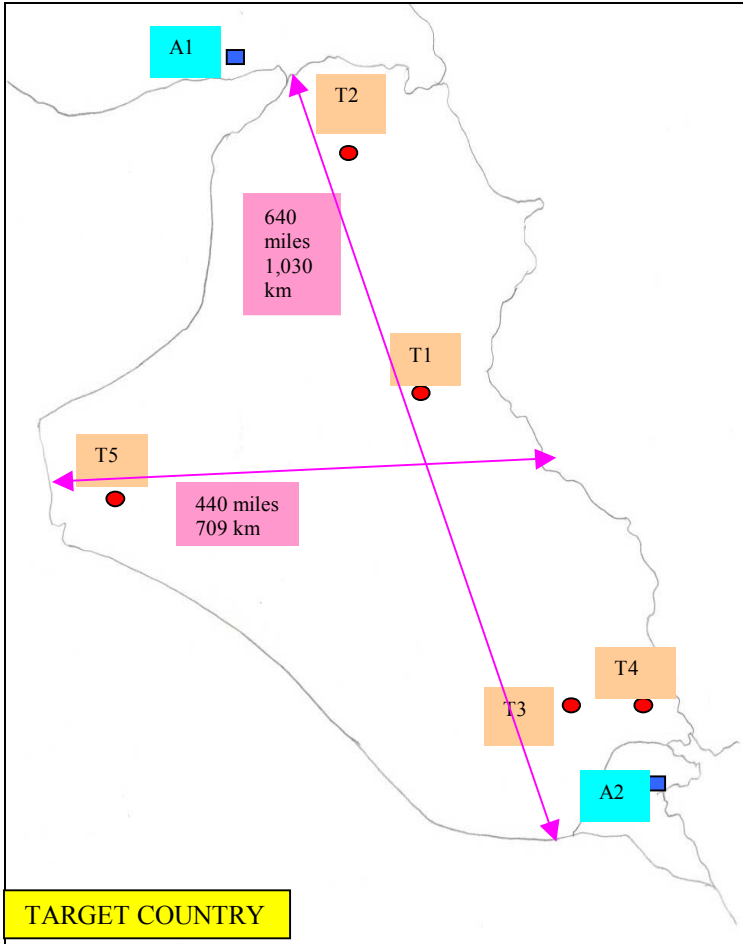 A1
T2
640
miles
1,030
km
T1
T5
440 miles
709 km
T4
T3
A2
TARGET COUNTRY